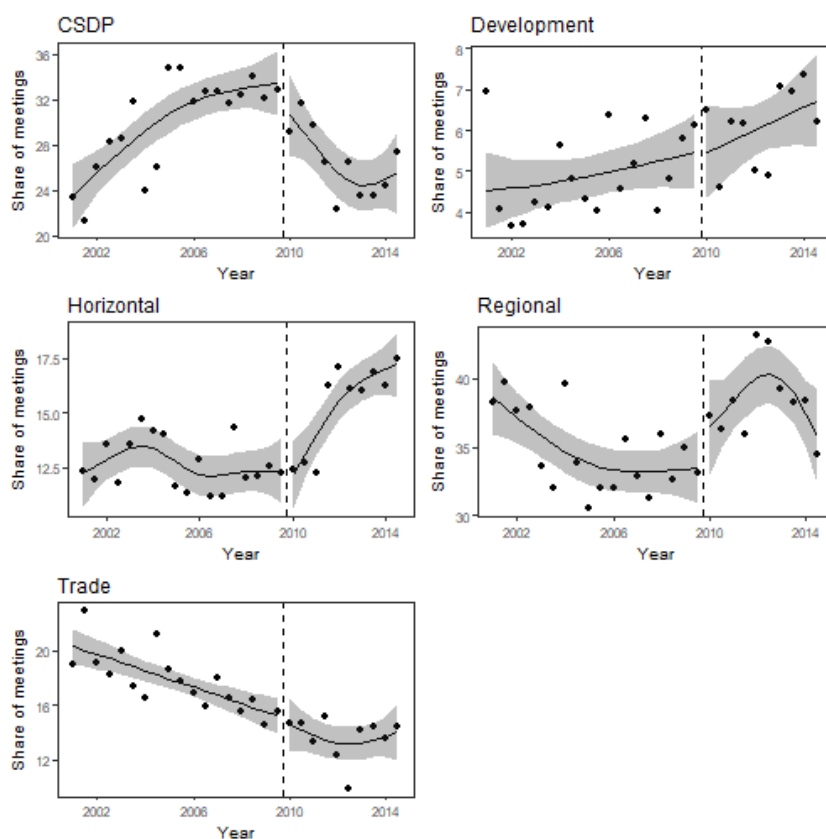 CSDP
Share of meetings
36
32
28
24
20
2002 2006 2010 2014
Year
Development
Share of meetings
8
7
6
5
4
2002 2006 2010 2014
Year
Horizontal
Share of meetings
17.5
15.0
12.5
2002 2006 2010 2014
Year
Regional
Share of meetings
40
35
30
2002 2006 2010 2014
Year
Trade
Share of meetings
20
16
12
2002 2006 2010 2014
Year